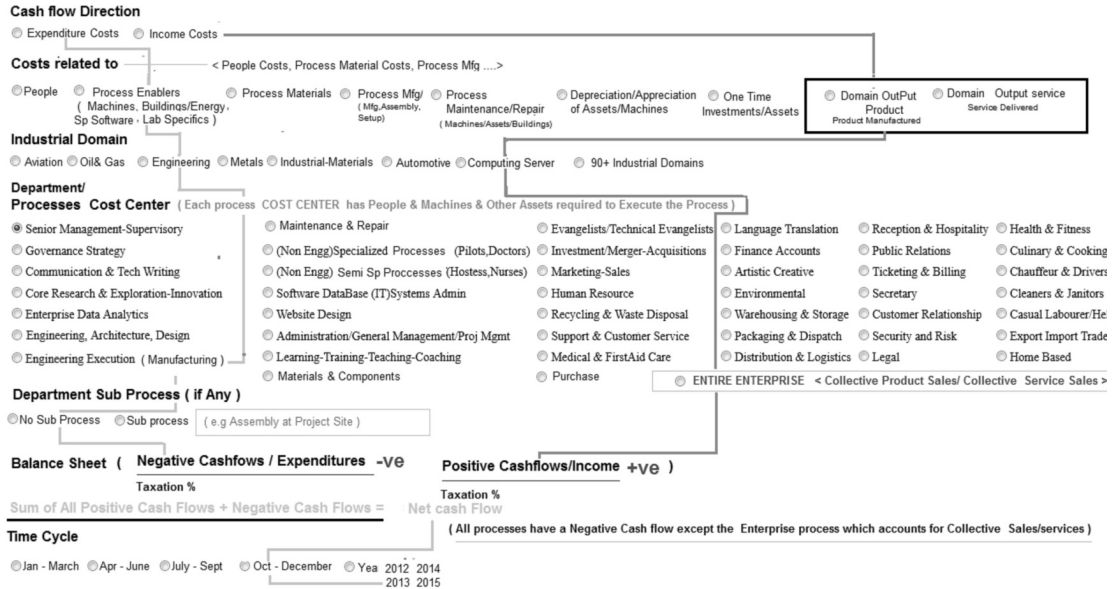 Cash flow Direction
Expenditure Costs Income Costs
Costs related to < People Costs, Process Material Costs, Process Mfg ....>
People Process Enablers ( Machines, Buildings/Energy, Sp Software , Lab Specifics ) Process Materials Process Mfg/ ( Mfg,Assembly, Setup) Process Maintenance/Repair ( Machines/Assets/Buildings) Depreciation/Appreciation of Assets/Machines One Time Investments/Assets Domain OutPut Product Product Manufactured Domain Output service Service Delivered
Industrial Domain
Aviation Oil& Gas Engineering Metals Industrial-Materials Automotive Computing Server 90+ Industrial Domains
Department/
Processes Cost Center ( Each process COST CENTER has People & Machines & Other Assets required to Execute the Process )
Senior Management-Supervisory Maintenance & Repair Evangelists/Technical Evangelists Language Translation Reception & Hospitality Health & Fitness
Governance Strategy (Non Engg)Specialized Processes (Pilots,Doctors) Investment/Merger-Acquisitions Finance Accounts Public Relations Culinary & Cooking
Communication & Tech Writing (Non Engg) Semi Sp Proccesses (Hostess,Nurses) Marketing-Sales Artistic Creative Ticketing & Billing Chauffeur & Drivers
Core Research & Exploration-Innovation Software DataBase (IT)Systems Admin Human Resource Environmental Secretary Cleaners & Janitors
Enterprise Data Analytics Website Design Recycling & Waste Disposal Warehousing & Storage Customer Relationship Casual Labourer/Hel
Engineering, Architecture, Design Administration/General Management/Proj Mgmt Support & Customer Service Packaging & Dispatch Security and Risk Export Import Trade
Engineering Execution ( Manufacturing ) Learning-Training-Teaching-Coaching Medical & FirstAid Care Distribution & Logistics Legal Home Based
Materials & Components Purchase ENTIRE ENTERPRISE < Collective Product Sales/ Collective Service Sales >
Department Sub Process ( if Any )
No Sub Process Sub process ( e.g Assembly at Project Site )
Balance Sheet ( Negative Cashfows / Expenditures -ve Positive Cashflows/Income +ve )
Taxation % Taxation %
Sum of All Positive Cash Flows + Negative Cash Flows = Net cash Flow
( All processes have a Negative Cash flow except the Enterprise process which accounts for Collective Sales/services )
Time Cycle
Jan - March Apr - June July - Sept Oct - December Yea 2012 2014
2013 2015